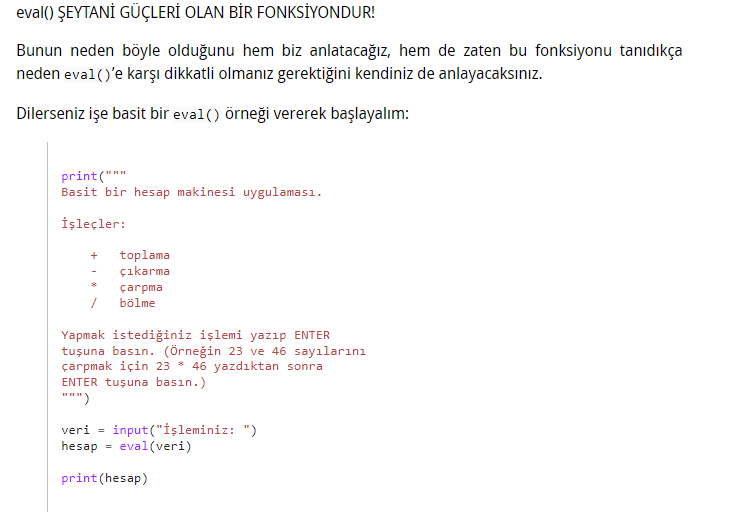 eval() ŞEYTANİ GÜÇLERİ OLAN BİR FONKSİYONDUR!
Bunun neden böyle olduğunu hem biz anlatacağız, hem de zaten bu fonksiyonu tanıdıkça
neden eval()’e karşı dikkatli olmanız gerektiğini kendiniz de anlayacaksınız.
Dilerseniz işe basit bir eval() örneği vererek başlayalım:
print("""
Basit bir hesap makinesi uygulaması.
İşleçler:
+ toplama
- çıkarma
* çarpma
/ bölme
Yapmak istediğiniz işlemi yazıp ENTER
tuşuna basın. (Örneğin 23 ve 46 sayılarını
çarpmak için 23 * 46 yazdıktan sonra
ENTER tuşuna basın.)
""")
veri = input("İşleminiz: ")
hesap = eval(veri)
print(hesap)